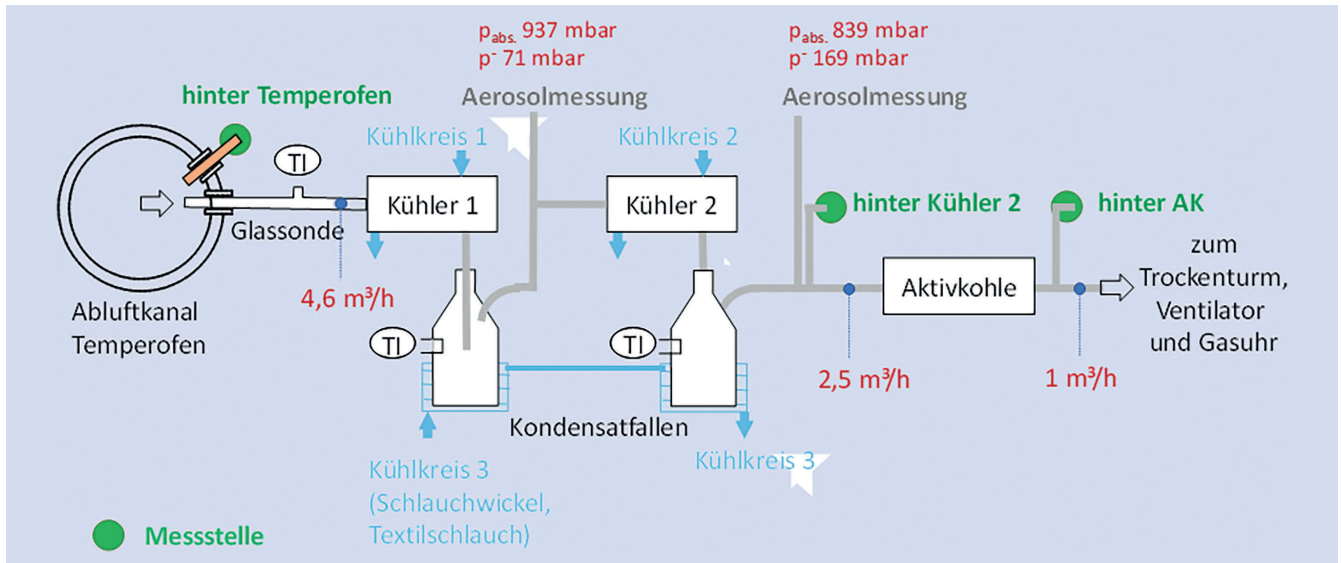 pabs. 937 mbar
p- 71 mbar
pabs. 839 mbar
p- 169 mbar
hinter Temperofen
Aerosolmessung
Aerosolmessung
Kühlkreis 1
Kühlkreis 2
TI
Kühler 1
Kühler 2
hinter Kühler 2
hinter AK
Glassonde
zum
Trockenturm,
Ventilator
und Gasuhr
Aktivkohle
4,6 m³/h
Abluftkanal
Temperofen
TI
TI
2,5 m³/h
1 m³/h
Kondensatfallen
Kühlkreis 3
(Schlauchwickel,
Textilschlauch)
Kühlkreis 3
Messstelle